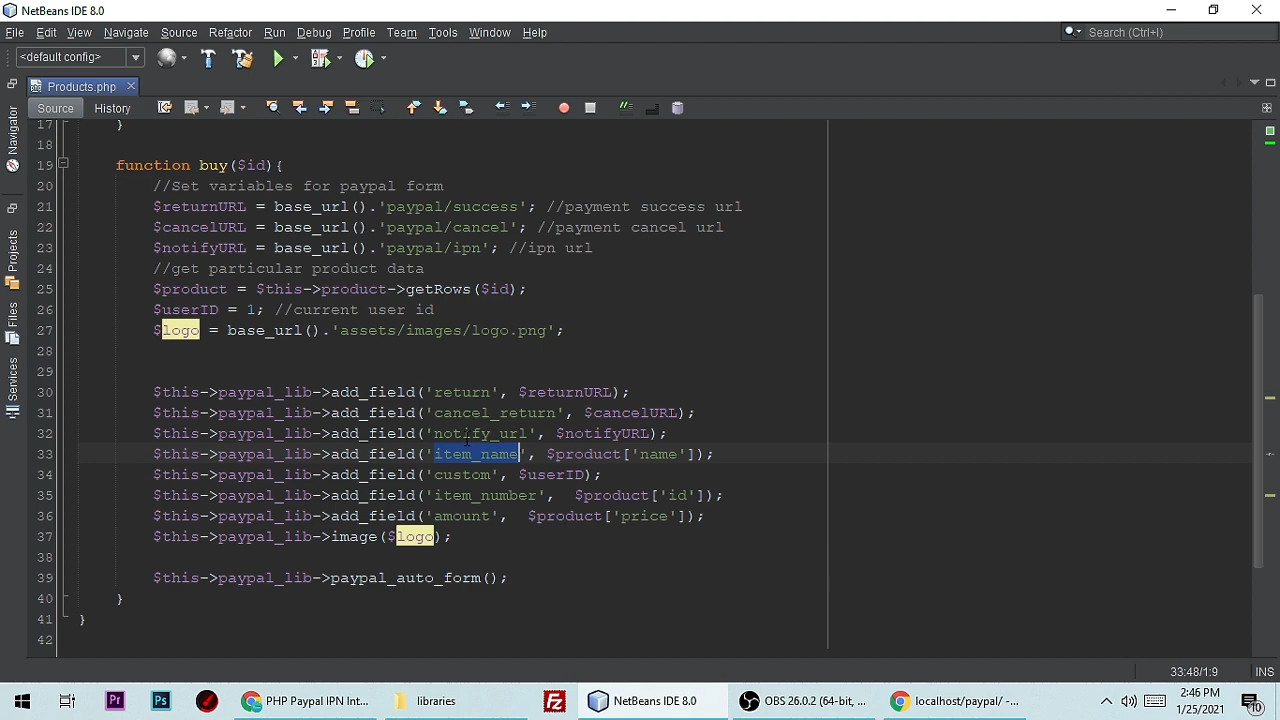 NetBeans IDE 8.0
File Edit View Navigate Source Refactor Run Debug Profile Team Tools Window Help
Search (Ctrl+I)
<default config>
Products.php
Source History
Navigator
Projects
Files
Services
17 }
18
19 function buy($id){
20 //Set variables for paypal form
21 $returnURL = base_url().'paypal/success'; //payment success url
22 $cancelURL = base_url().'paypal/cancel'; //payment cancel url
23 $notifyURL = base_url().'paypal/ipn'; //ipn url
24 //get particular product data
25 $product = $this->product->getRows($id);
26 $userID = 1; //current user id
27 $logo = base_url().'assets/images/logo.png';
28
29
30 $this->paypal_lib->add_field('return', $returnURL);
31 $this->paypal_lib->add_field('cancel_return', $cancelURL);
32 $this->paypal_lib->add_field('notify_url', $notifyURL);
33 $this->paypal_lib->add_field('item_name', $product['name']);
34 $this->paypal_lib->add_field('custom', $userID);
35 $this->paypal_lib->add_field('item_number',  $product['id']);
36 $this->paypal_lib->add_field('amount',  $product['price']);
37 $this->paypal_lib->image($logo);
38
39 $this->paypal_lib->paypal_auto_form();
40 }
41 }
42
33:48/1:9 INS
Pr Ps PHP Paypal IPN Int... libraries Fz NetBeans IDE 8.0 OBS 26.0.2 (64-bit, ... localhost/paypal/ -...
2:46 PM
1/25/2021
10